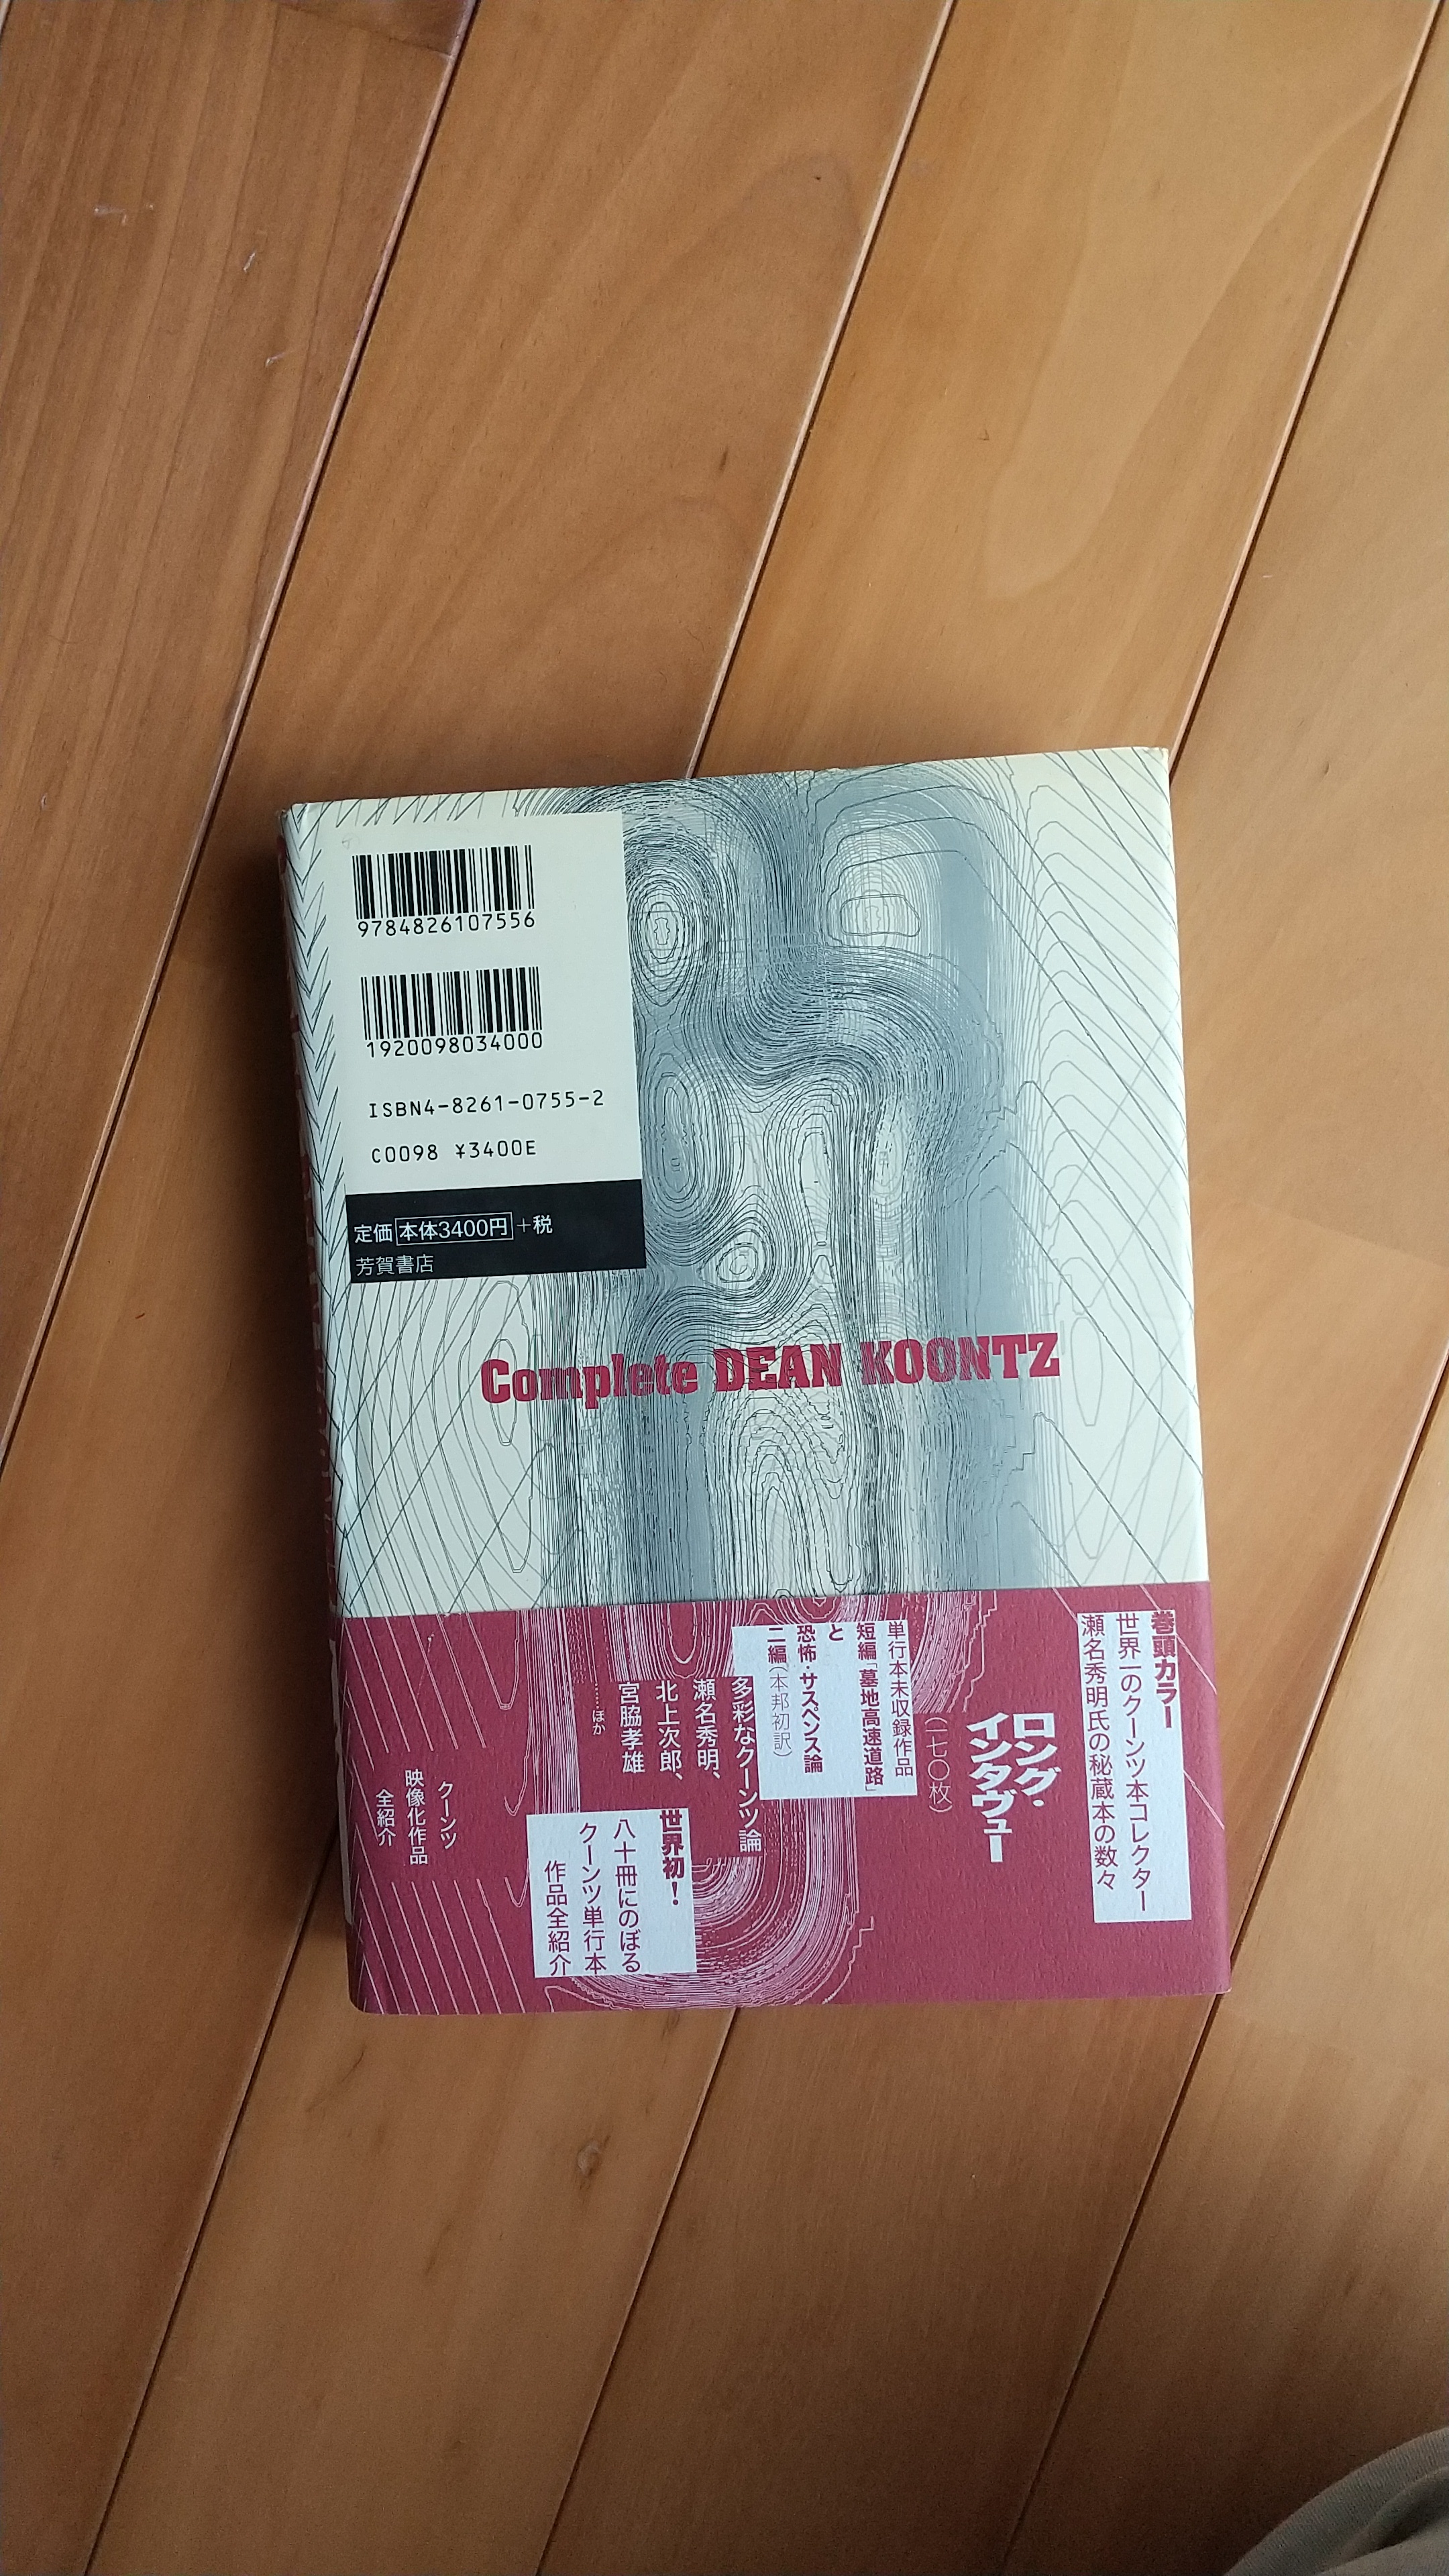 9784826107556
1920098034000
ISBN4-8261-0755-2
C0098 ¥3400E
定価 本体3400円 +税
芳賀書店
Complete DEAN KOONTZ
巻頭カラー
世界一のクーンツ本コレクター
瀬名秀明氏の秘蔵本の数々
ロング・
インタヴュー
(一七〇枚)
単行本未収録作品
短編「墓地高速道路」
と
恐怖・サスペンス論
二編(本邦初訳)
多彩なクーンツ論
瀬名秀明、
北上次郎、
宮脇孝雄
……ほか
世界初!
八十冊にのぼる
クーンツ単行本
作品全紹介
クーンツ
映像化作品
全紹介